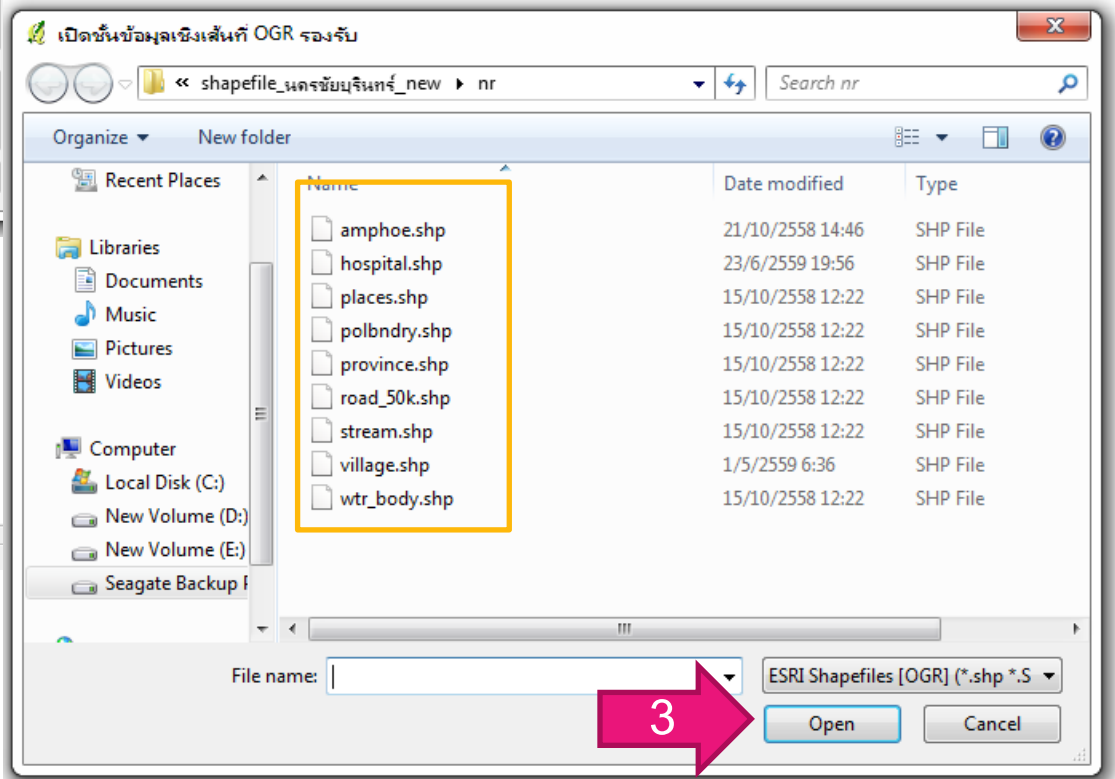 เปิดชั้นข้อมูลเชิงเส้นที่ OGR รองรับ
« shapefile_นครชัยบุรินทร์_new ▸ nr
Search nr
Organize
New folder
Recent Places
Libraries
Documents
Music
Pictures
Videos
Computer
Local Disk (C:)
New Volume (D:)
New Volume (E:)
Seagate Backup P
Name Date modified Type
amphoe.shp 21/10/2558 14:46 SHP File
hospital.shp 23/6/2559 19:56 SHP File
places.shp 15/10/2558 12:22 SHP File
polbndry.shp 15/10/2558 12:22 SHP File
province.shp 15/10/2558 12:22 SHP File
road_50k.shp 15/10/2558 12:22 SHP File
stream.shp 15/10/2558 12:22 SHP File
village.shp 1/5/2559 6:36 SHP File
wtr_body.shp 15/10/2558 12:22 SHP File
File name:
ESRI Shapefiles [OGR] (*.shp *.S
3
Open
Cancel